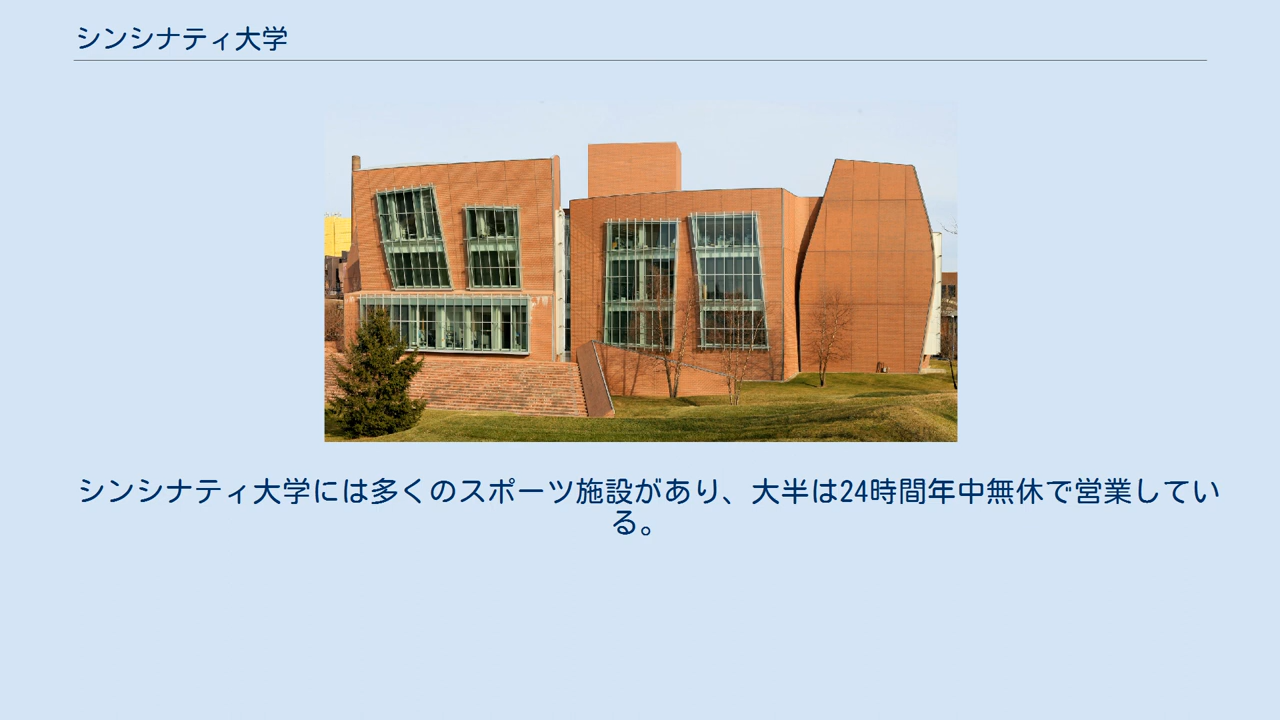 シンシナティ大学
シンシナティ大学には多くのスポーツ施設があり、大半は24時間年中無休で営業してい
る。